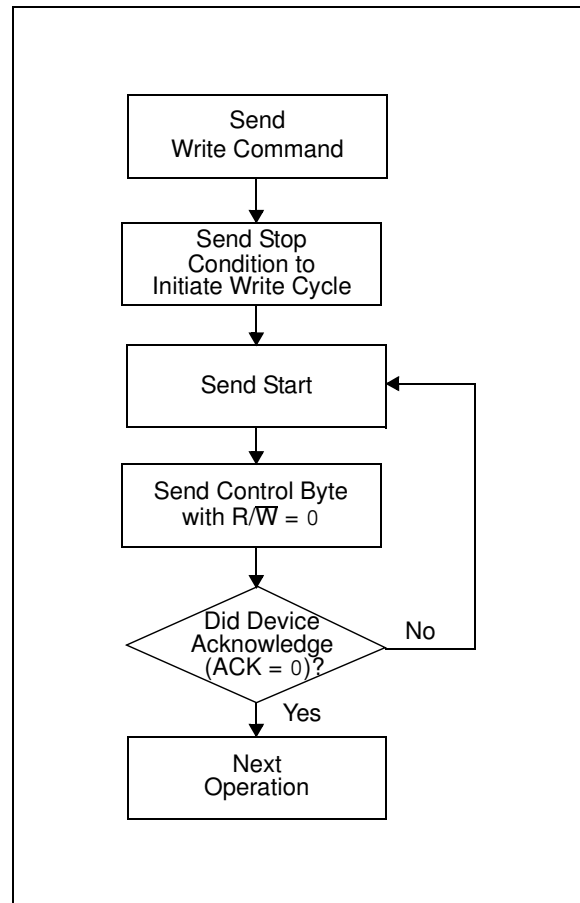 Send
Write Command
Send Stop
Condition to
Initiate Write Cycle
Send Start
Send Control Byte
with R/W̅ = 0
Did Device
Acknowledge
(ACK = 0)?
No
Yes
Next
Operation